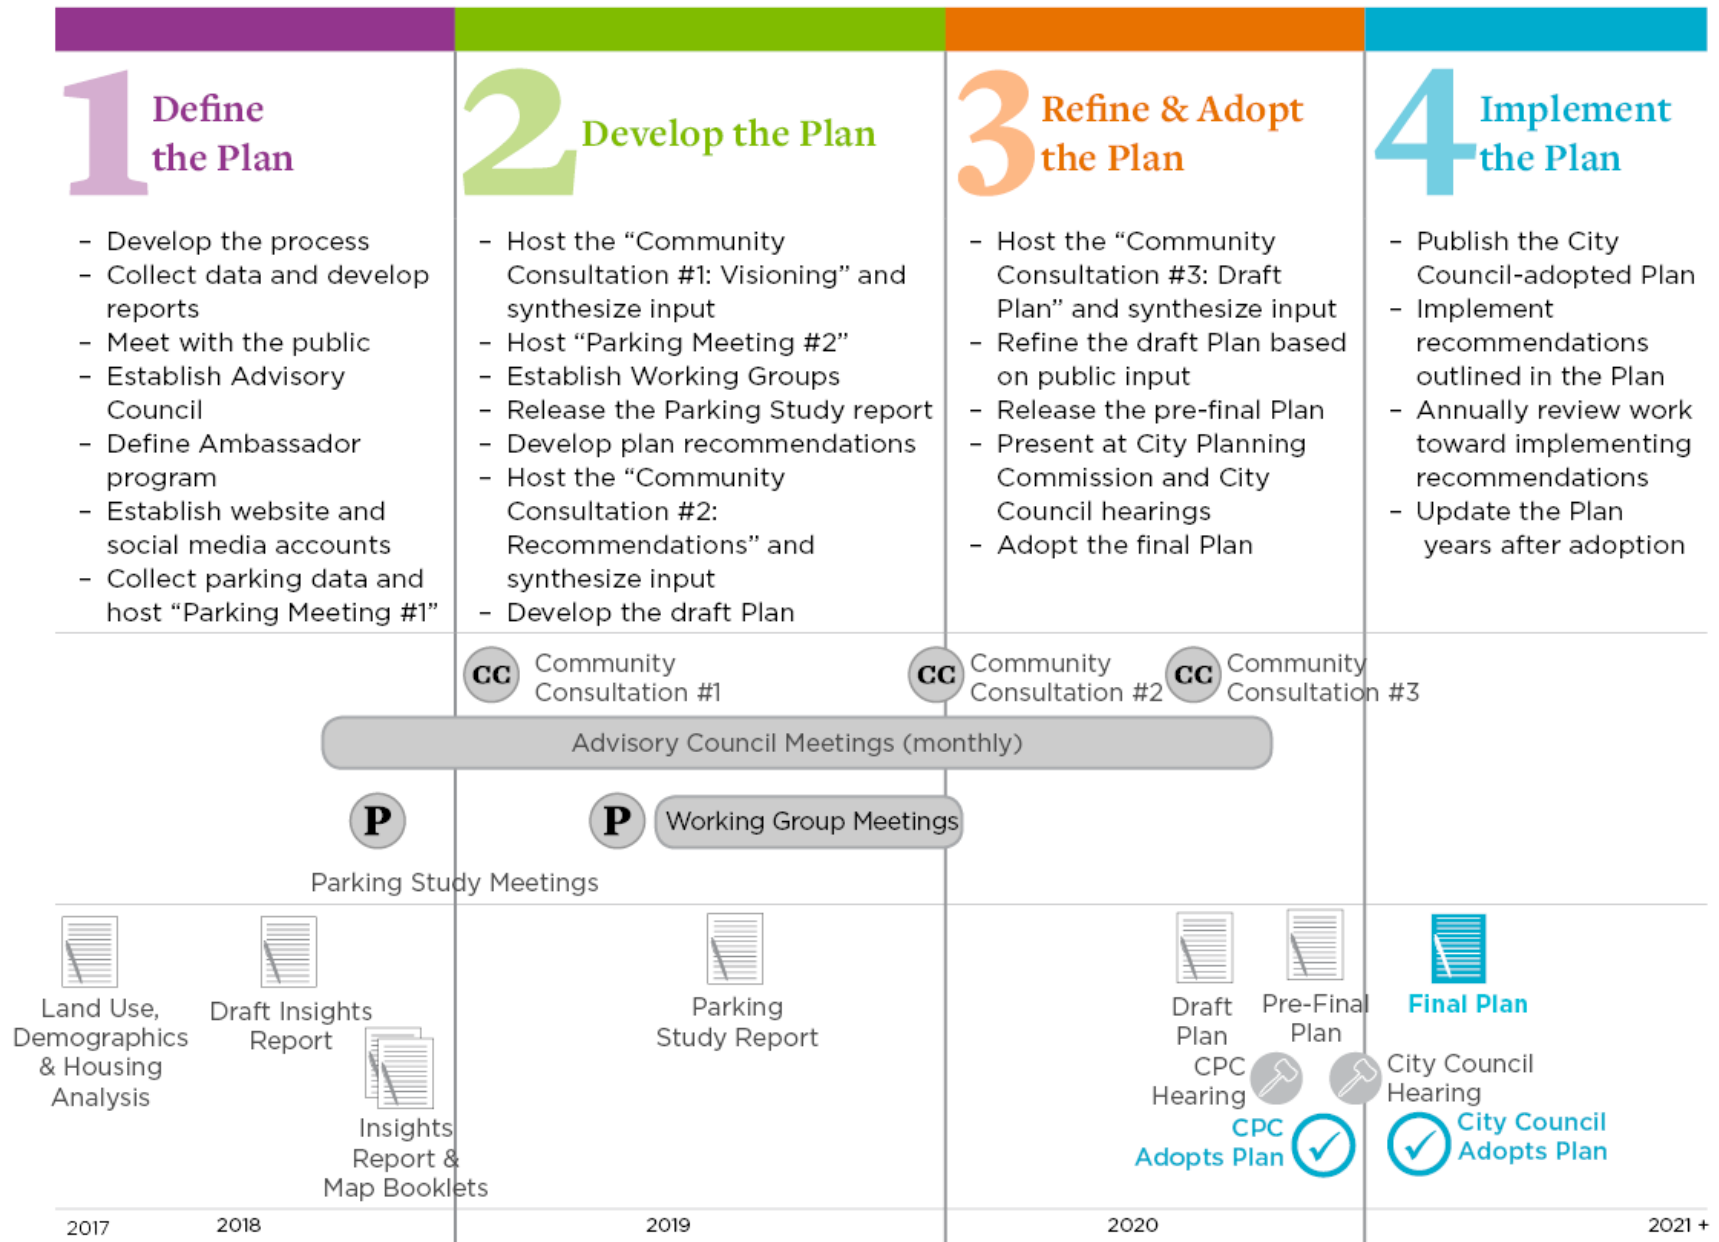 1
Define
the Plan
– Develop the process
– Collect data and develop
reports
– Meet with the public
– Establish Advisory
Council
– Define Ambassador
program
– Establish website and
social media accounts
– Collect parking data and
host “Parking Meeting #1”
2
Develop the Plan
– Host the “Community
Consultation #1: Visioning” and
synthesize input
– Host “Parking Meeting #2”
– Establish Working Groups
– Release the Parking Study report
– Develop plan recommendations
– Host the “Community
Consultation #2:
Recommendations” and
synthesize input
– Develop the draft Plan
3
Refine & Adopt
the Plan
– Host the “Community
Consultation #3: Draft
Plan” and synthesize input
– Refine the draft Plan based
on public input
– Release the pre-final Plan
– Present at City Planning
Commission and City
Council hearings
– Adopt the final Plan
4
Implement
the Plan
– Publish the City
Council-adopted Plan
– Implement
recommendations
outlined in the Plan
– Annually review work
toward implementing
recommendations
– Update the Plan
years after adoption
CC
Community
Consultation #1
CC
Community
Consultation #2
CC
Community
Consultation #3
Advisory Council Meetings (monthly)
P
P
Working Group Meetings
Parking Study Meetings
Land Use,
Demographics
& Housing
Analysis
Draft Insights
Report
Insights
Report &
Map Booklets
Parking
Study Report
Draft
Plan
Pre-Final
Plan
Final Plan
CPC
Hearing
City Council
Hearing
CPC
Adopts Plan
City Council
Adopts Plan
2017
2018
2019
2020
2021 +